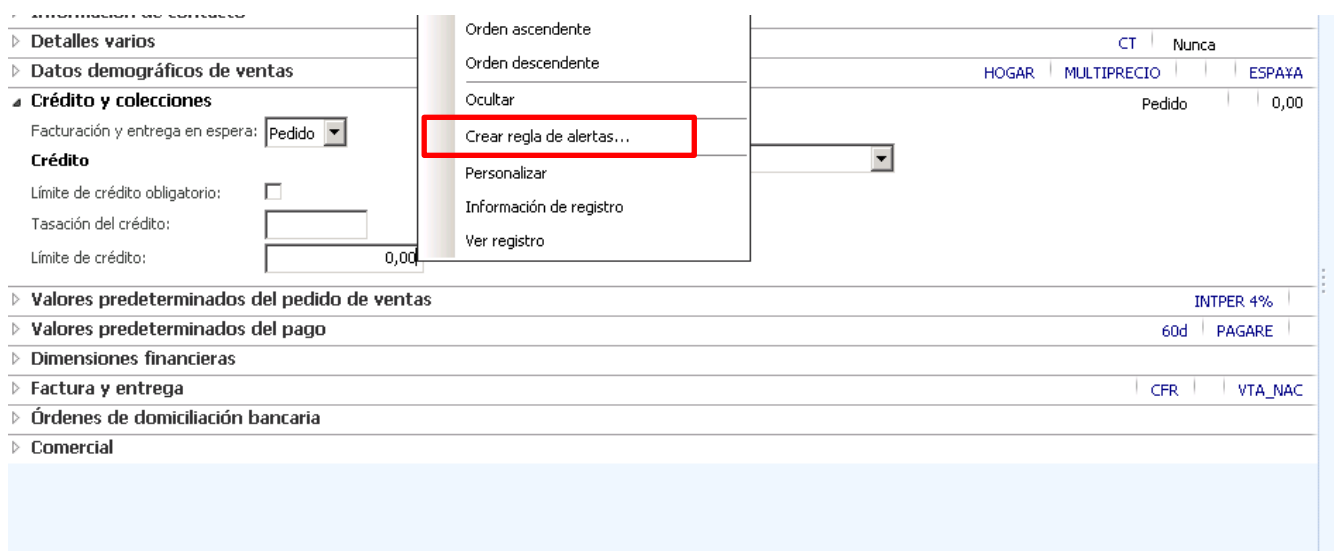 Información de contacto
Orden ascendente
Detalles varios CT Nunca
Orden descendente
Datos demográficos de ventas HOGAR MULTIPRECIO ESPA¥A
Crédito y colecciones Ocultar Pedido 0,00
Facturación y entrega en espera: Pedido Crear regla de alertas...
Crédito
Personalizar
Límite de crédito obligatorio:
Información de registro
Tasación del crédito:
Ver registro
Límite de crédito: 0,00
Valores predeterminados del pedido de ventas INTPER 4%
Valores predeterminados del pago 60d PAGARE
Dimensiones financieras
Factura y entrega CFR VTA_NAC
Órdenes de domiciliación bancaria
Comercial